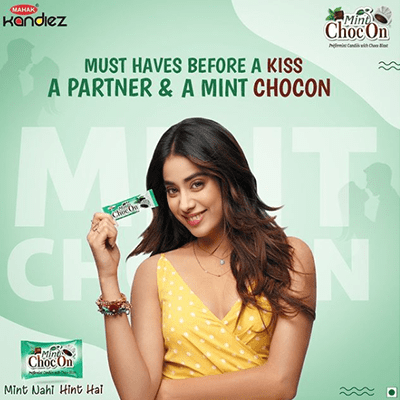 MAHAK
Kandiez
Mint
ChocOn
Peffermint Candies with Choco Blast
MUST HAVES BEFORE A KISS
A PARTNER & A MINT CHOCON
MINT
CHOCON
Mint
ChocOn
Mint
ChocOn
Mint Nahi Hint Hai